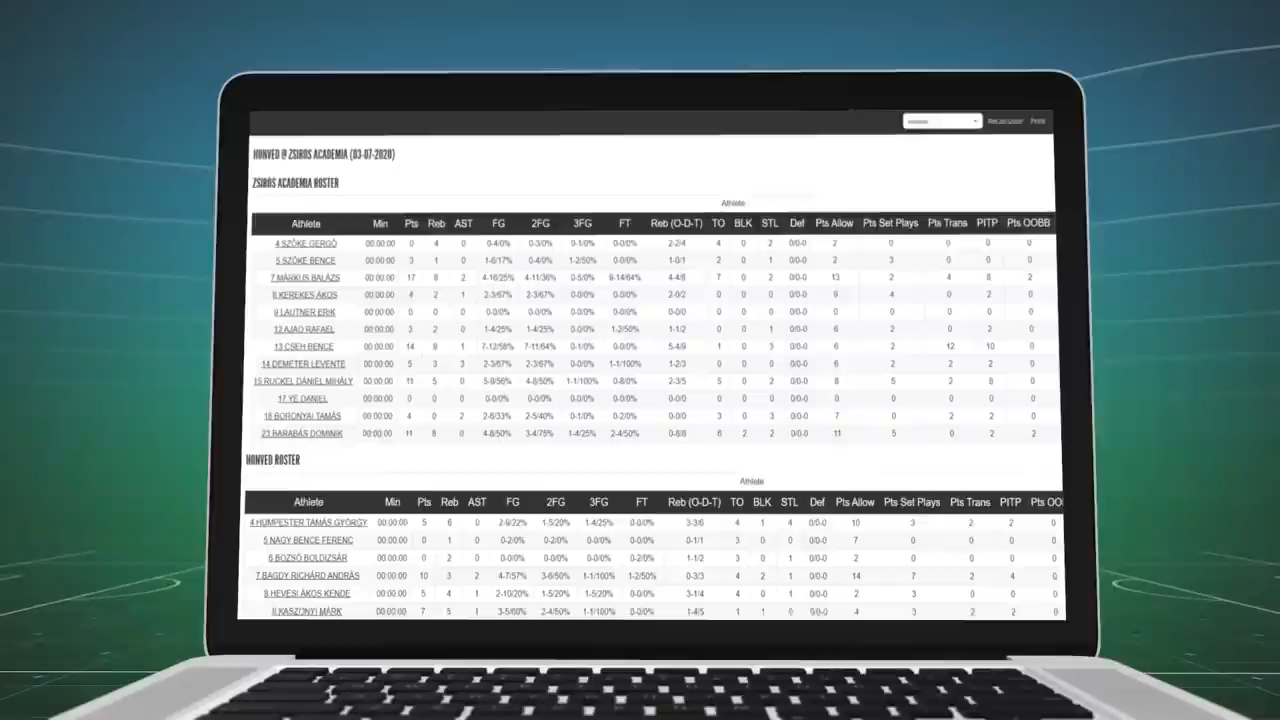 Print
HONVED @ ZSIROS ACADEMIA (03-07-2020)
ZSIROS ACADEMIA ROSTER
Athlete
Athlete Min Pts Reb AST FG 2FG 3FG FT Reb (O-D-T) TO BLK STL Def Pts Allow Pts Set Plays Pts Trans PITP Pts OOBB
4 SZŐKE GERGŐ 00:00:00 0 4 0 0-4/0% 0-3/0% 0-1/0% 0-0/0% 2-2/4 4 0 2 0/0-0 2 0 0 0 0
5 SZŐKE BENCE 00:00:00 3 1 0 1-6/17% 0-4/0% 1-2/50% 0-0/0% 1-0/1 2 0 1 0/0-0 2 3 0 0 0
7 MÁRKUS BALÁZS 00:00:00 17 8 2 4-16/25% 4-11/36% 0-5/0% 9-14/64% 4-4/8 7 0 2 0/0-0 13 2 4 8 2
8 KEREKES ÁKOS 00:00:00 4 2 1 2-3/67% 2-3/67% 0-0/0% 0-0/0% 2-0/2 0 0 0 0/0-0 9 4 0 2 0
9 LAUTNER ERIK 00:00:00 0 0 0 0-0/0% 0-0/0% 0-0/0% 0-0/0% 0-0/0 0 0 0 0/0-0 0 0 0 0 0
12 AJAO RAFAEL 00:00:00 3 2 0 1-4/25% 1-4/25% 0-0/0% 1-2/50% 1-1/2 0 0 1 0/0-0 6 2 0 2 0
13 CSEH BENCE 00:00:00 14 9 1 7-12/58% 7-11/64% 0-1/0% 0-0/0% 5-4/9 1 0 3 0/0-0 6 2 12 10 0
14 DEMETER LEVENTE 00:00:00 5 3 3 2-3/67% 2-3/67% 0-0/0% 1-1/100% 1-2/3 0 0 0 0/0-0 6 2 2 2 0
15 RUCKEL DÁNIEL MIHÁLY 00:00:00 11 5 0 5-9/56% 4-8/50% 1-1/100% 0-8/0% 2-3/5 5 0 2 0/0-0 8 5 2 8 0
17 YE DANIEL 00:00:00 0 0 0 0-0/0% 0-0/0% 0-0/0% 0-0/0% 0-0/0 0 0 0 0/0-0 0 0 0 0 0
18 BORONYAI TAMÁS 00:00:00 4 0 2 2-6/33% 2-5/40% 0-1/0% 0-2/0% 0-0/0 3 0 3 0/0-0 7 0 2 2 0
23 BARABÁS DOMINIK 00:00:00 11 8 0 4-8/50% 3-4/75% 1-4/25% 2-4/50% 0-8/8 6 2 2 0/0-0 11 5 0 2 2
HONVED ROSTER
Athlete
Athlete Min Pts Reb AST FG 2FG 3FG FT Reb (O-D-T) TO BLK STL Def Pts Allow Pts Set Plays Pts Trans PITP Pts OO
4 HÜMPFSTER TAMÁS GYÖRGY 00:00:00 5 6 0 2-9/22% 1-5/20% 1-4/25% 0-0/0% 3-3/6 4 1 4 0/0-0 10 3 2 2 0
5 NAGY BENCE FERENC 00:00:00 0 1 0 0-2/0% 0-2/0% 0-0/0% 0-0/0% 0-1/1 3 0 0 0/0-0 7 0 0 0 0
6 BOZSÓ BOLDIZSÁR 00:00:00 0 2 0 0-0/0% 0-0/0% 0-0/0% 0-2/0% 1-1/2 3 0 1 0/0-0 2 0 0 0 0
7 BAGDY RICHÁRD ANDRÁS 00:00:00 10 3 2 4-7/57% 3-6/50% 1-1/100% 1-2/50% 0-3/3 4 2 1 0/0-0 14 7 2 4 0
8 HEVESI ÁKOS KENDE 00:00:00 5 4 1 2-10/20% 1-5/20% 1-5/20% 0-0/0% 3-1/4 4 0 1 0/0-0 2 3 0 0 0
KASZONYI MÁRK 00:00:00 7 5 1 3-5/60% 2-4/50% 1-1/100% 0-0/0% 1-4/5 1 1 0 0/0-0 4 3 2 2 0